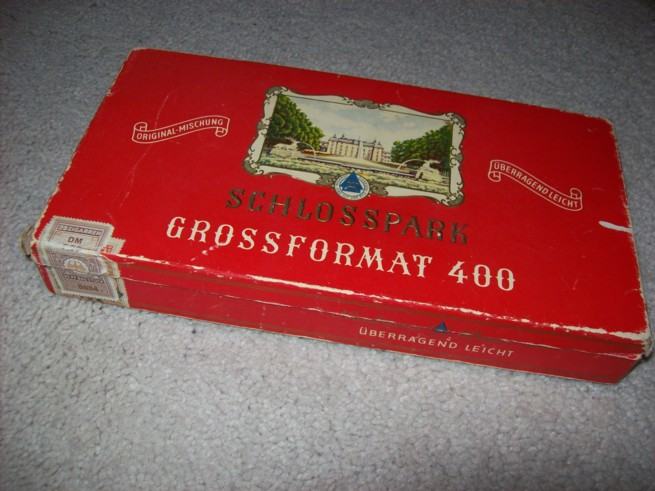 ORIGINAL-MISCHUNG
ÜBERRAGEND LEICHT
SCHLOSSPARK
GROSSFORMAT 400
DM
ÜBERRAGEND LEICHT